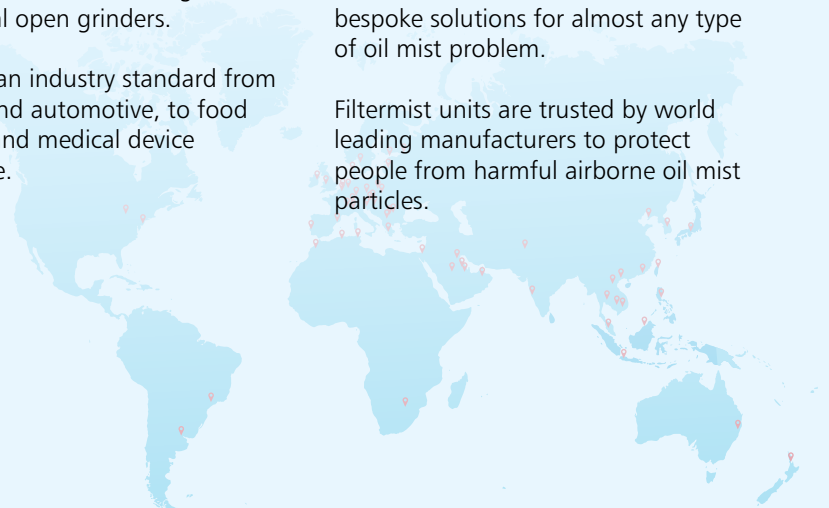 al open grinders.
an industry standard from
nd automotive, to food
nd medical device
e.
bespoke solutions for almost any type
of oil mist problem.
Filtermist units are trusted by world
leading manufacturers to protect
people from harmful airborne oil mist
particles.